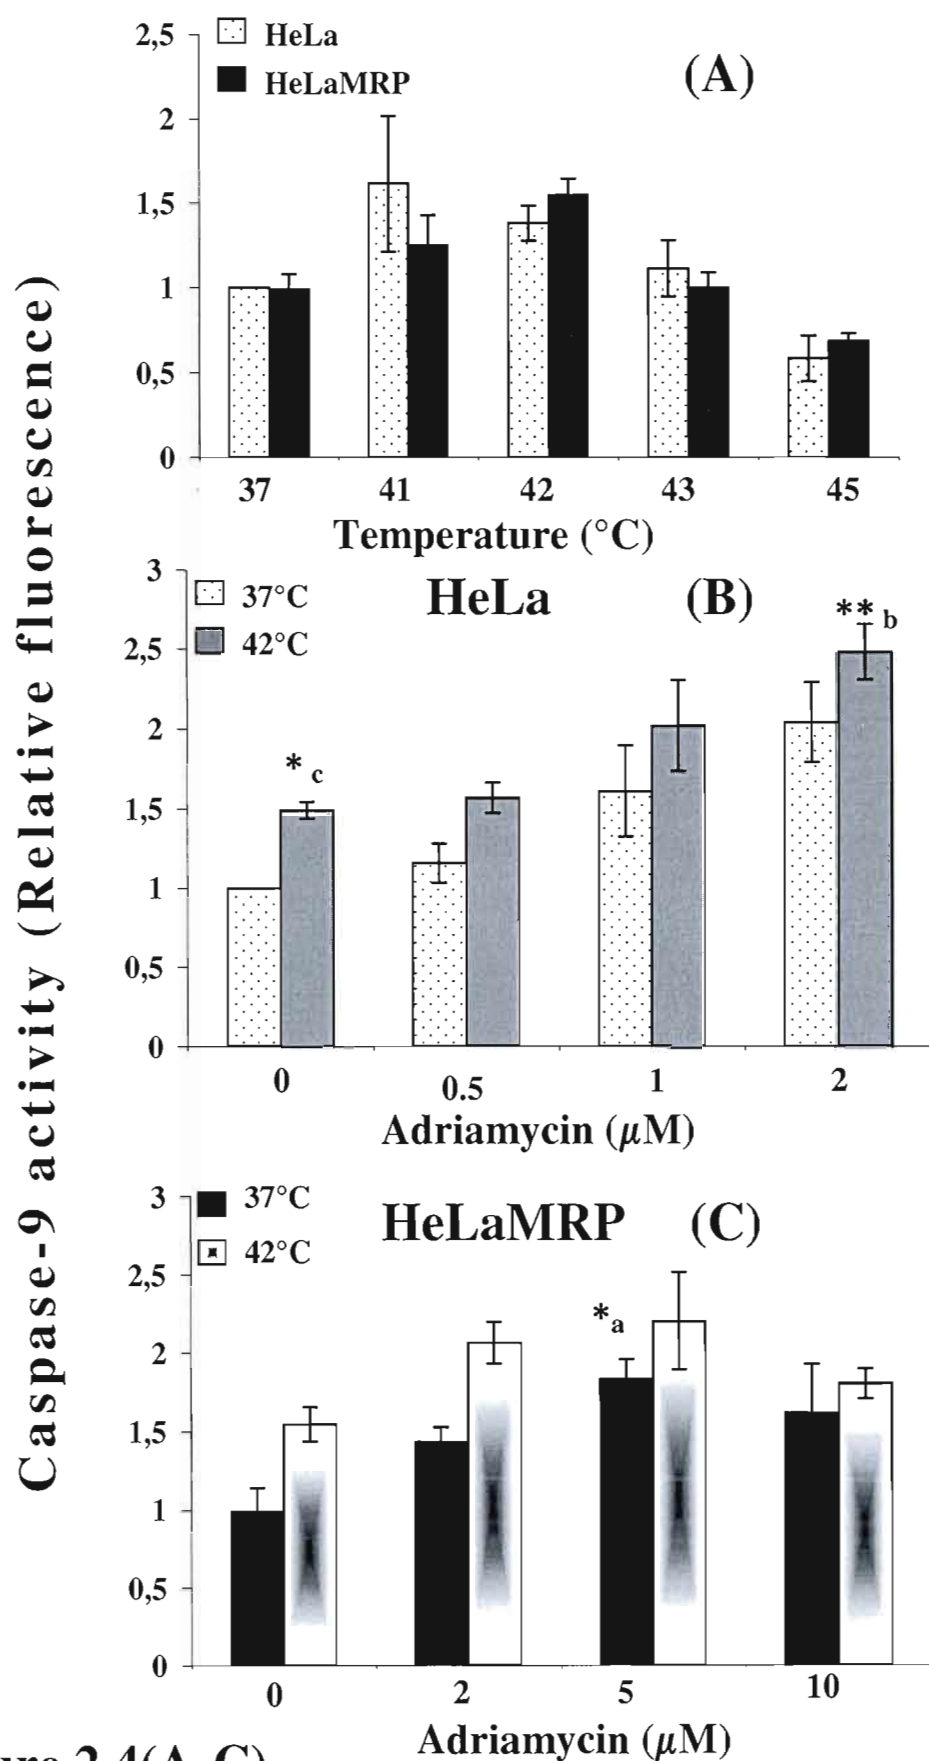 Caspase-9 activity (Relative fluorescence)
2,5
2
1,5
1
0,5
0
HeLa
HeLaMRP
(A)
37 41 42 43 45
Temperature (°C)
3
2,5
2
1,5
1
0,5
0
37°C
42°C
HeLa (B)
* c
** b
0 0.5 1 2
Adriamycin (μM)
3
2,5
2
1,5
1
0,5
0
37°C
42°C
HeLaMRP (C)
*a
0 2 5 10
Adriamycin (μM)
2.4(A-C)